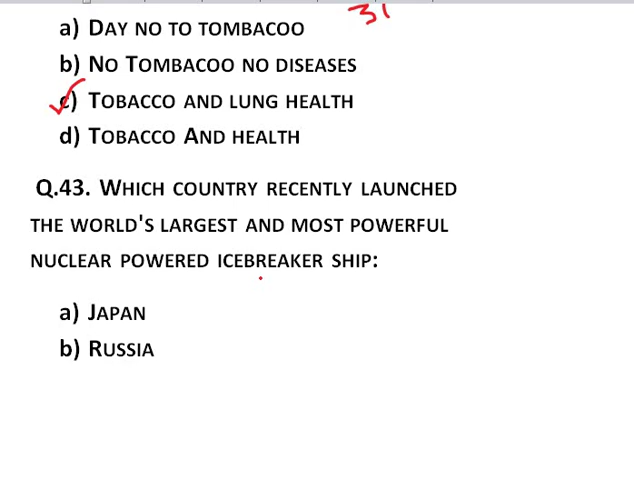 31
a) DAY NO TO TOMBACOO
b) NO TOMBACOO NO DISEASES
c) TOBACCO AND LUNG HEALTH
d) TOBACCO AND HEALTH
Q.43. WHICH COUNTRY RECENTLY LAUNCHED
THE WORLD'S LARGEST AND MOST POWERFUL
NUCLEAR POWERED ICEBREAKER SHIP:
a) JAPAN
b) RUSSIA